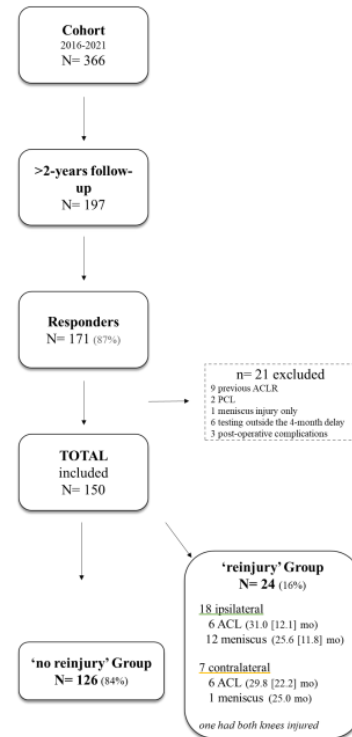 Cohort
2016-2021
N= 366
>2-years follow-
up
N= 197
Responders
N= 171 (87%)
n= 21 excluded
9 previous ACLR
2 PCL
1 meniscus injury only
6 testing outside the 4-month delay
3 post-operative complications
TOTAL
included
N= 150
'reinjury' Group
N= 24 (16%)
18 ipsilateral
6 ACL (31.0 [12.1] mo)
12 meniscus (25.6 [11.8] mo)
7 contralateral
6 ACL (29.8 [22.2] mo)
1 meniscus (25.0 mo)
one had both knees injured
'no reinjury' Group
N= 126 (84%)